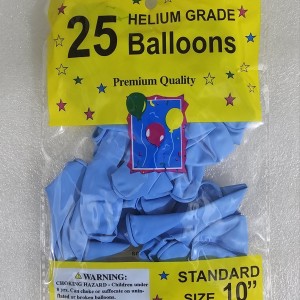 25 HELIUM GRADE
Balloons
Premium Quality
⚠WARNING:
CHOKING HAZARD - Children under
8 yrs. Can choke or suffocate on unin-
flated or broken balloons.
STANDARD
SIZE 10"